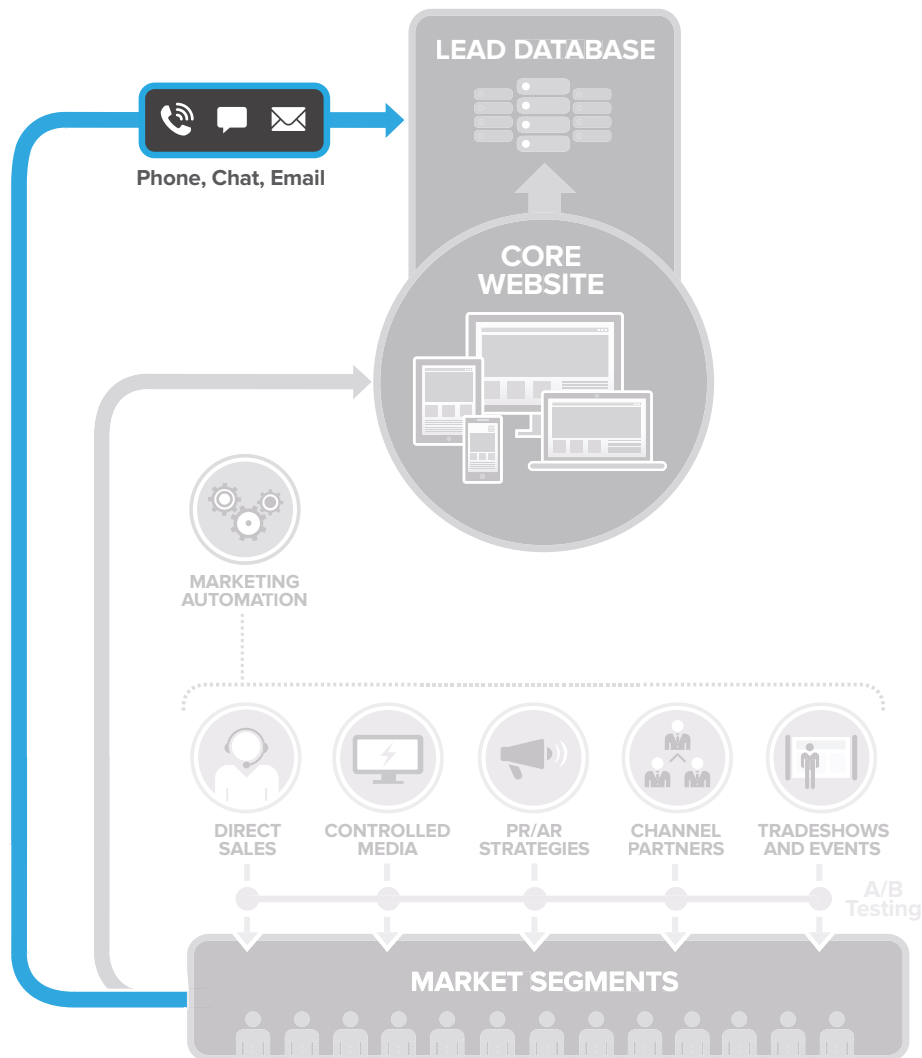 LEAD DATABASE
Phone, Chat, Email
CORE
WEBSITE
MARKETING
AUTOMATION
DIRECT
SALES
CONTROLLED
MEDIA
PR/AR
STRATEGIES
CHANNEL
PARTNERS
TRADESHOWS
AND EVENTS
A/B
Testing
MARKET SEGMENTS